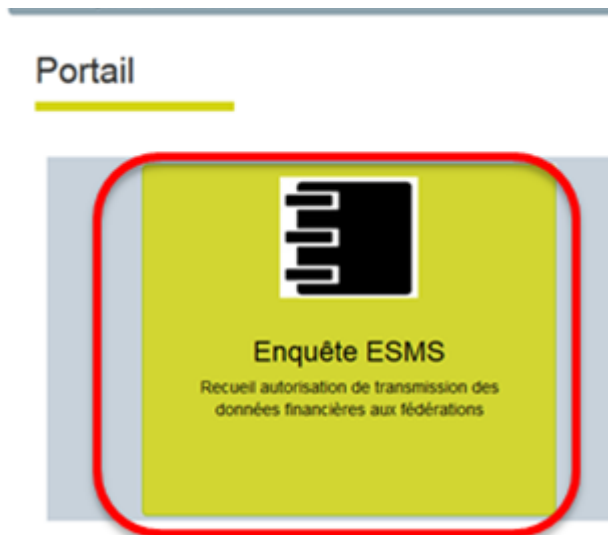 Portail
Enquête ESMS
Recueil autorisation de transmission des
données financières aux fédérations